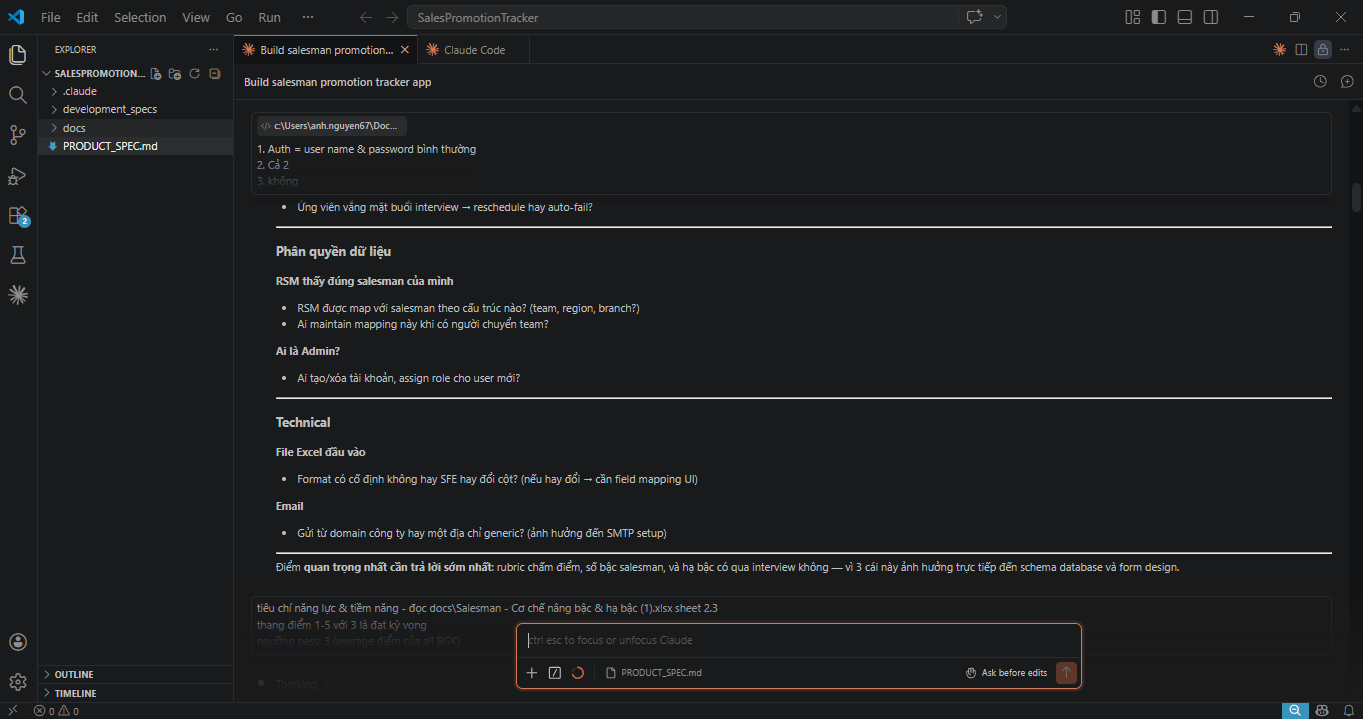 File Edit Selection View Go Run ··· SalesPromotionTracker
EXPLORER ···
SALESPROMOTION...
.claude
development_specs
docs
PRODUCT_SPEC.md
OUTLINE
TIMELINE
2
Build salesman promotion... Claude Code
Build salesman promotion tracker app
c:\Users\anh.nguyen67\Doc...
1. Auth = user name & password bình thường
2. Cả 2
3. không
• Ứng viên vắng mặt buổi interview → reschedule hay auto-fail?
Phân quyền dữ liệu
RSM thấy đúng salesman của mình
• RSM được map với salesman theo cấu trúc nào? (team, region, branch?)
• Ai maintain mapping này khi có người chuyển team?
Ai là Admin?
• Ai tạo/xóa tài khoản, assign role cho user mới?
Technical
File Excel đầu vào
• Format có cố định không hay SFE hay đổi cột? (nếu hay đổi → cần field mapping UI)
Email
• Gửi từ domain công ty hay một địa chỉ generic? (ảnh hưởng đến SMTP setup)
Điểm quan trọng nhất cần trả lời sớm nhất: rubric chấm điểm, số bậc salesman, và hạ bậc có qua interview không — vì 3 cái này ảnh hưởng trực tiếp đến schema database và form design.
tiêu chí năng lực & tiềm năng - đọc docs\Salesman - Cơ chế nâng bậc & hạ bậc (1).xlsx sheet 2.3
thang điểm 1-5 với 3 là đạt kỳ vọng
ngưỡng pass: 3 (average điểm của all BGK)
Thinking
ctrl esc to focus or unfocus Claude
PRODUCT_SPEC.md
Ask before edits
0 0